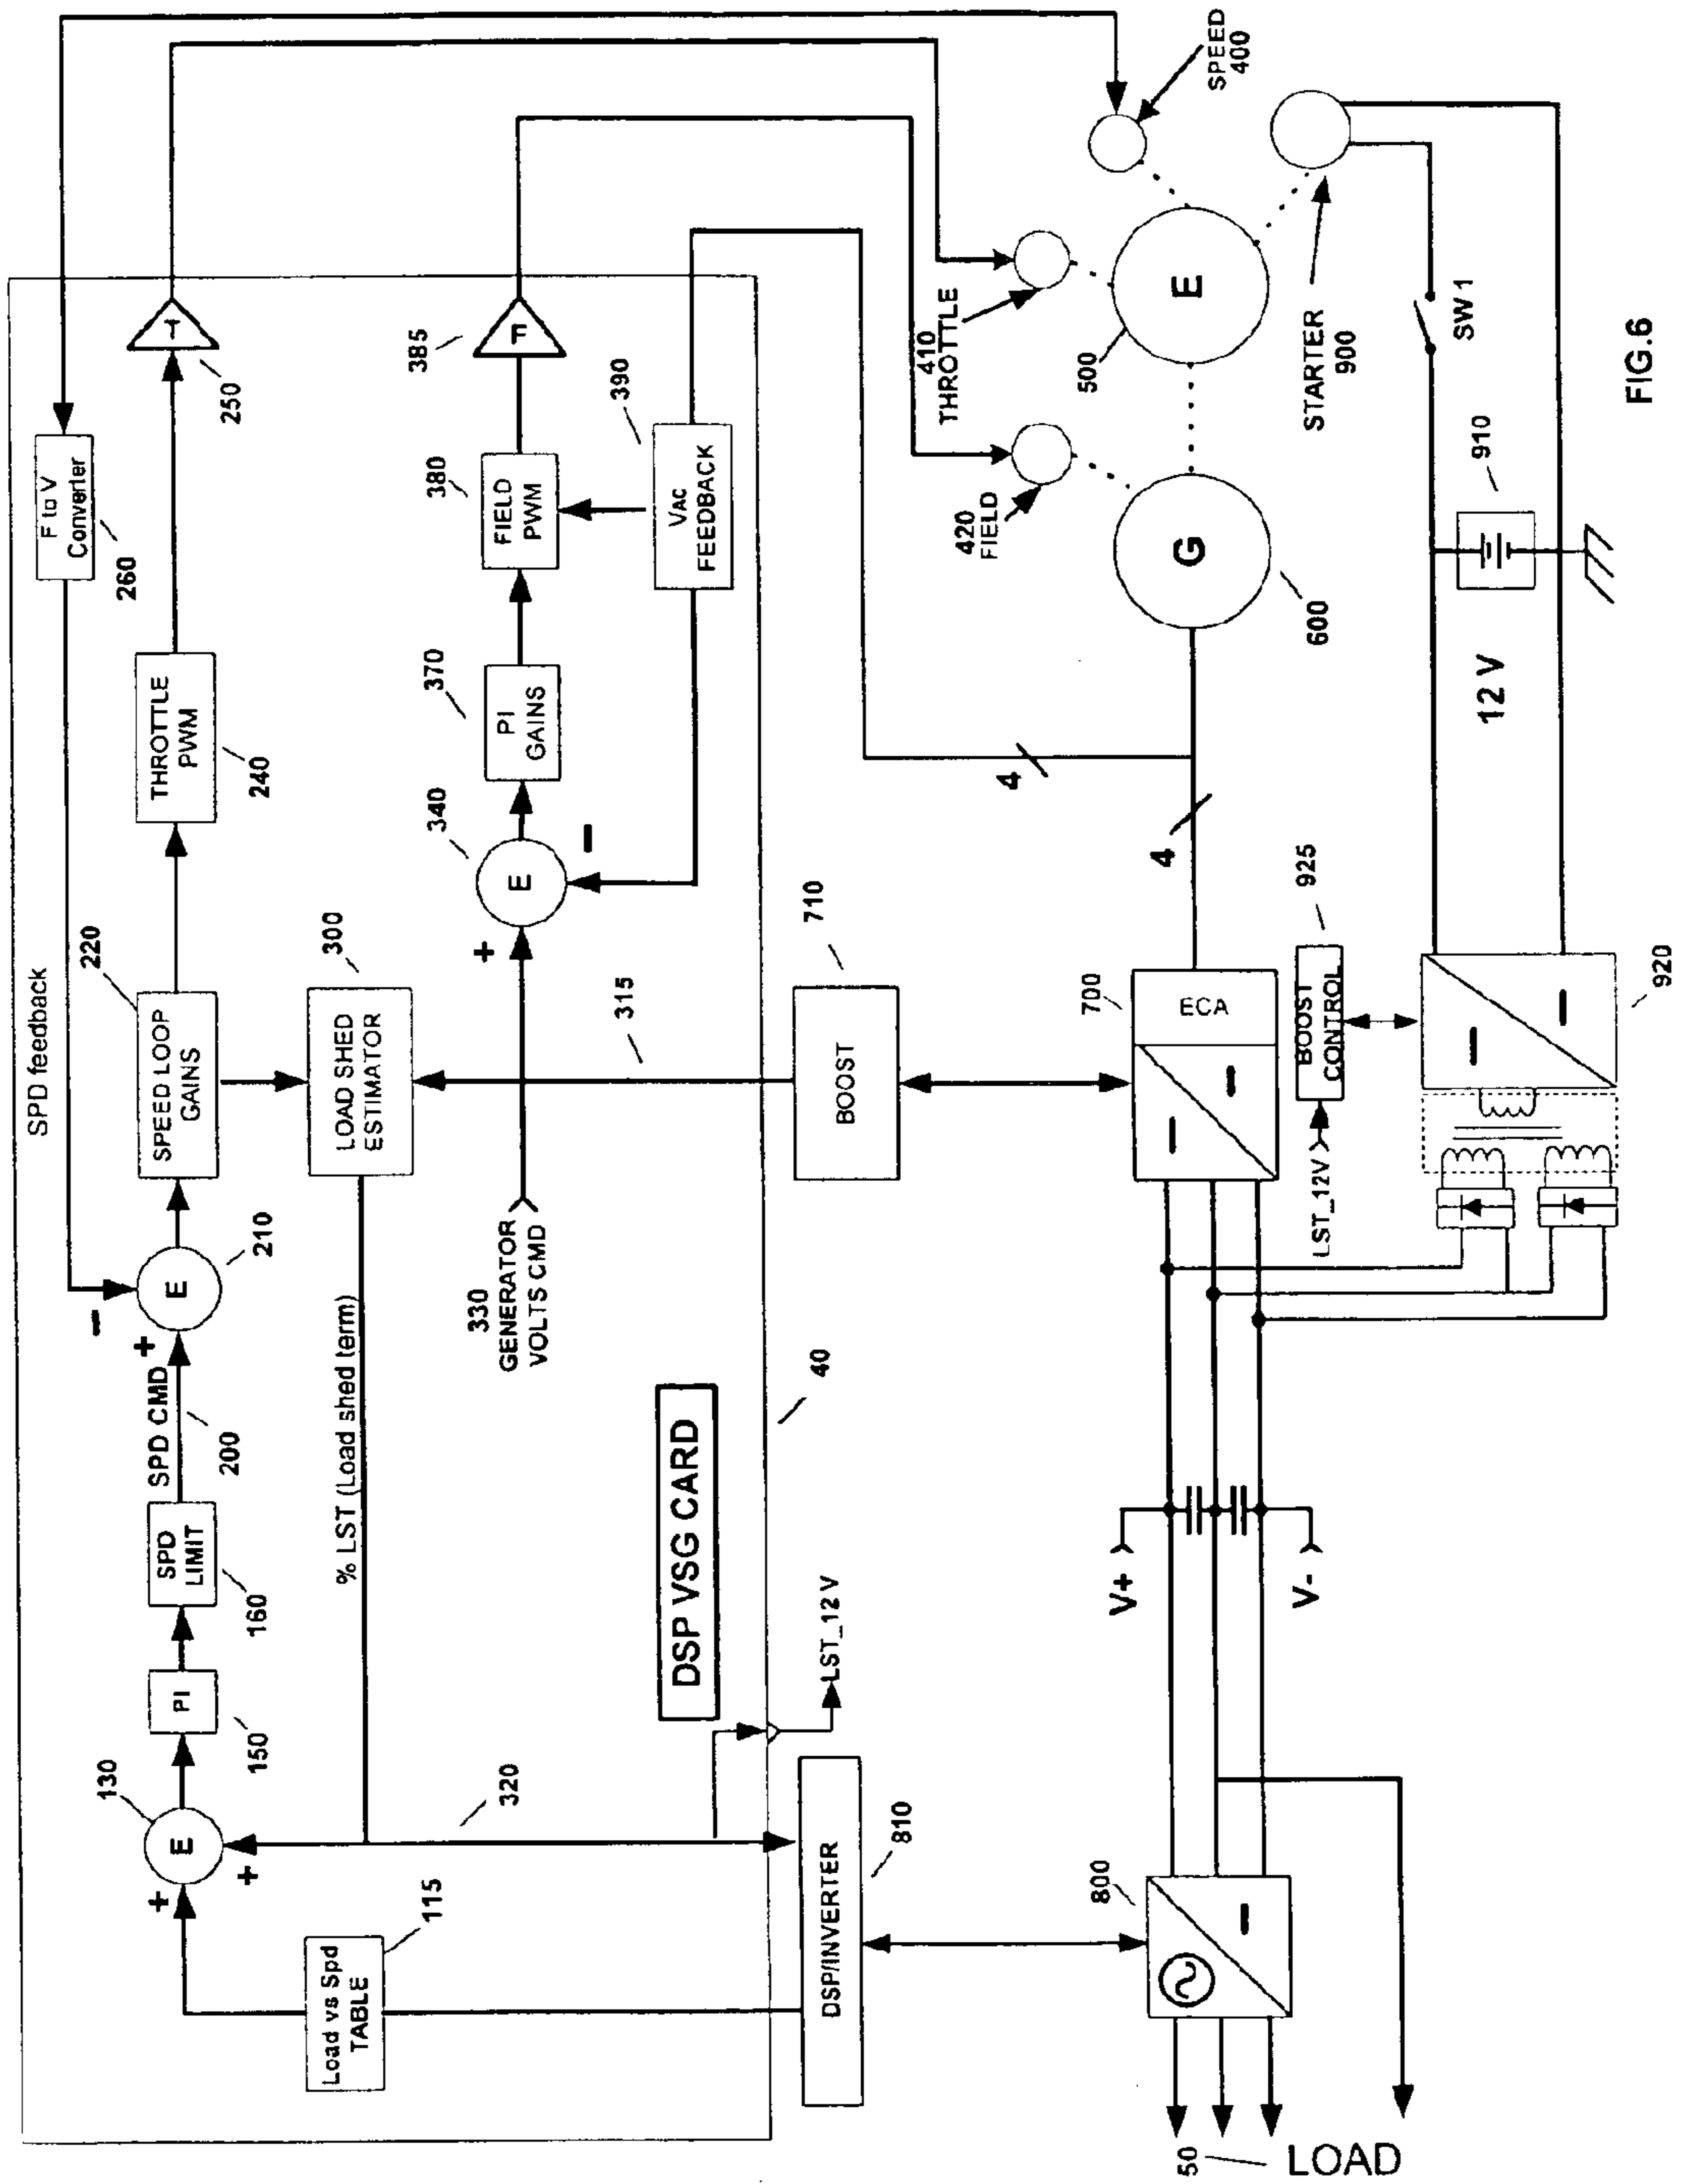 SPD feedback
F to V
Converter
260
130
E
+
+
150
PI
160
SPD
LIMIT
SPD CMD
200
+
−
E
210
220
SPEED LOOP
GAINS
THROTTLE
PWM
240
T
250
115
Load vs Spd
TABLE
320
% LST (Load shed term)
300
LOAD SHED
ESTIMATOR
330
GENERATOR
VOLTS CMD
315
+
−
E
340
370
PI
GAINS
380
FIELD
PWM
385
F
390
VAC
FEEDBACK
DSP VSG CARD
40
LST_12V
DSP/INVERTER
810
BOOST
710
4
4
420
FIELD
410
THROTTLE
SPEED
400
800
V+
V-
700
ECA
G
600
E
500
STARTER
900
LST_12V
BOOST
CONTROL
925
920
12 V
910
SW1
50
LOAD
FIG.6